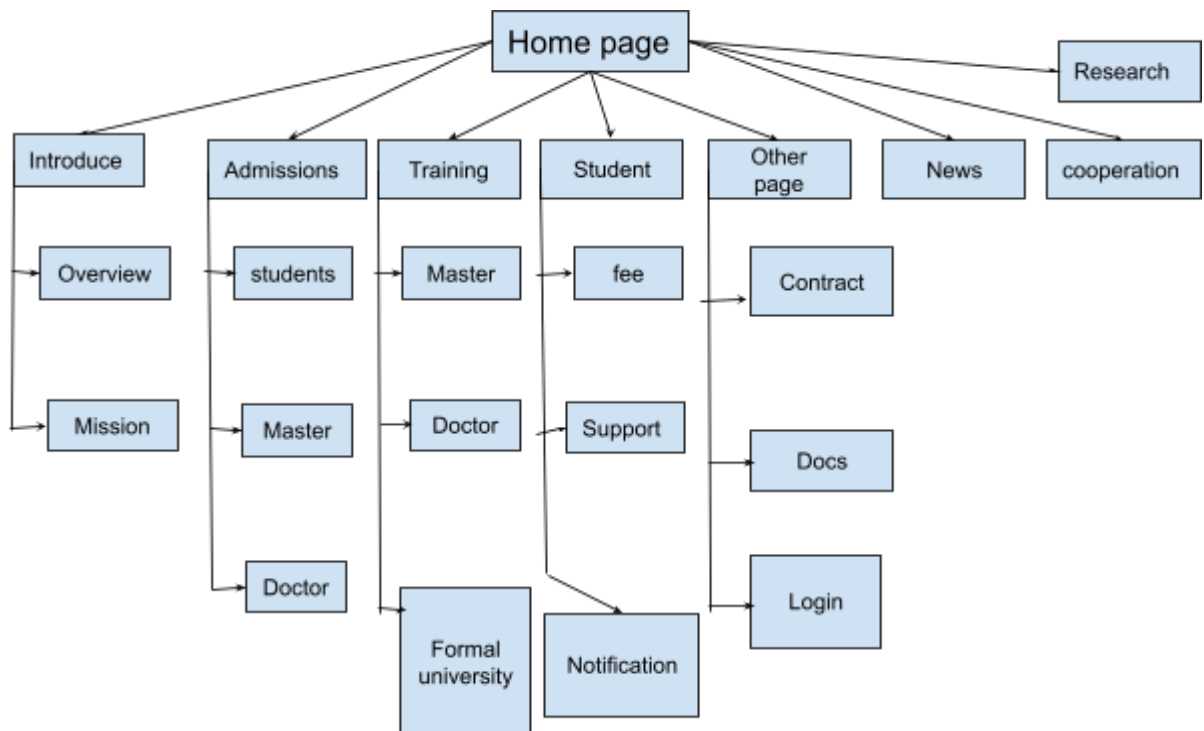 Home page
Research
Introduce
Admissions
Training
Student
Other
page
News
cooperation
Overview
students
Master
fee
Contract
Mission
Master
Doctor
Support
Docs
Doctor
Formal
university
Notification
Login